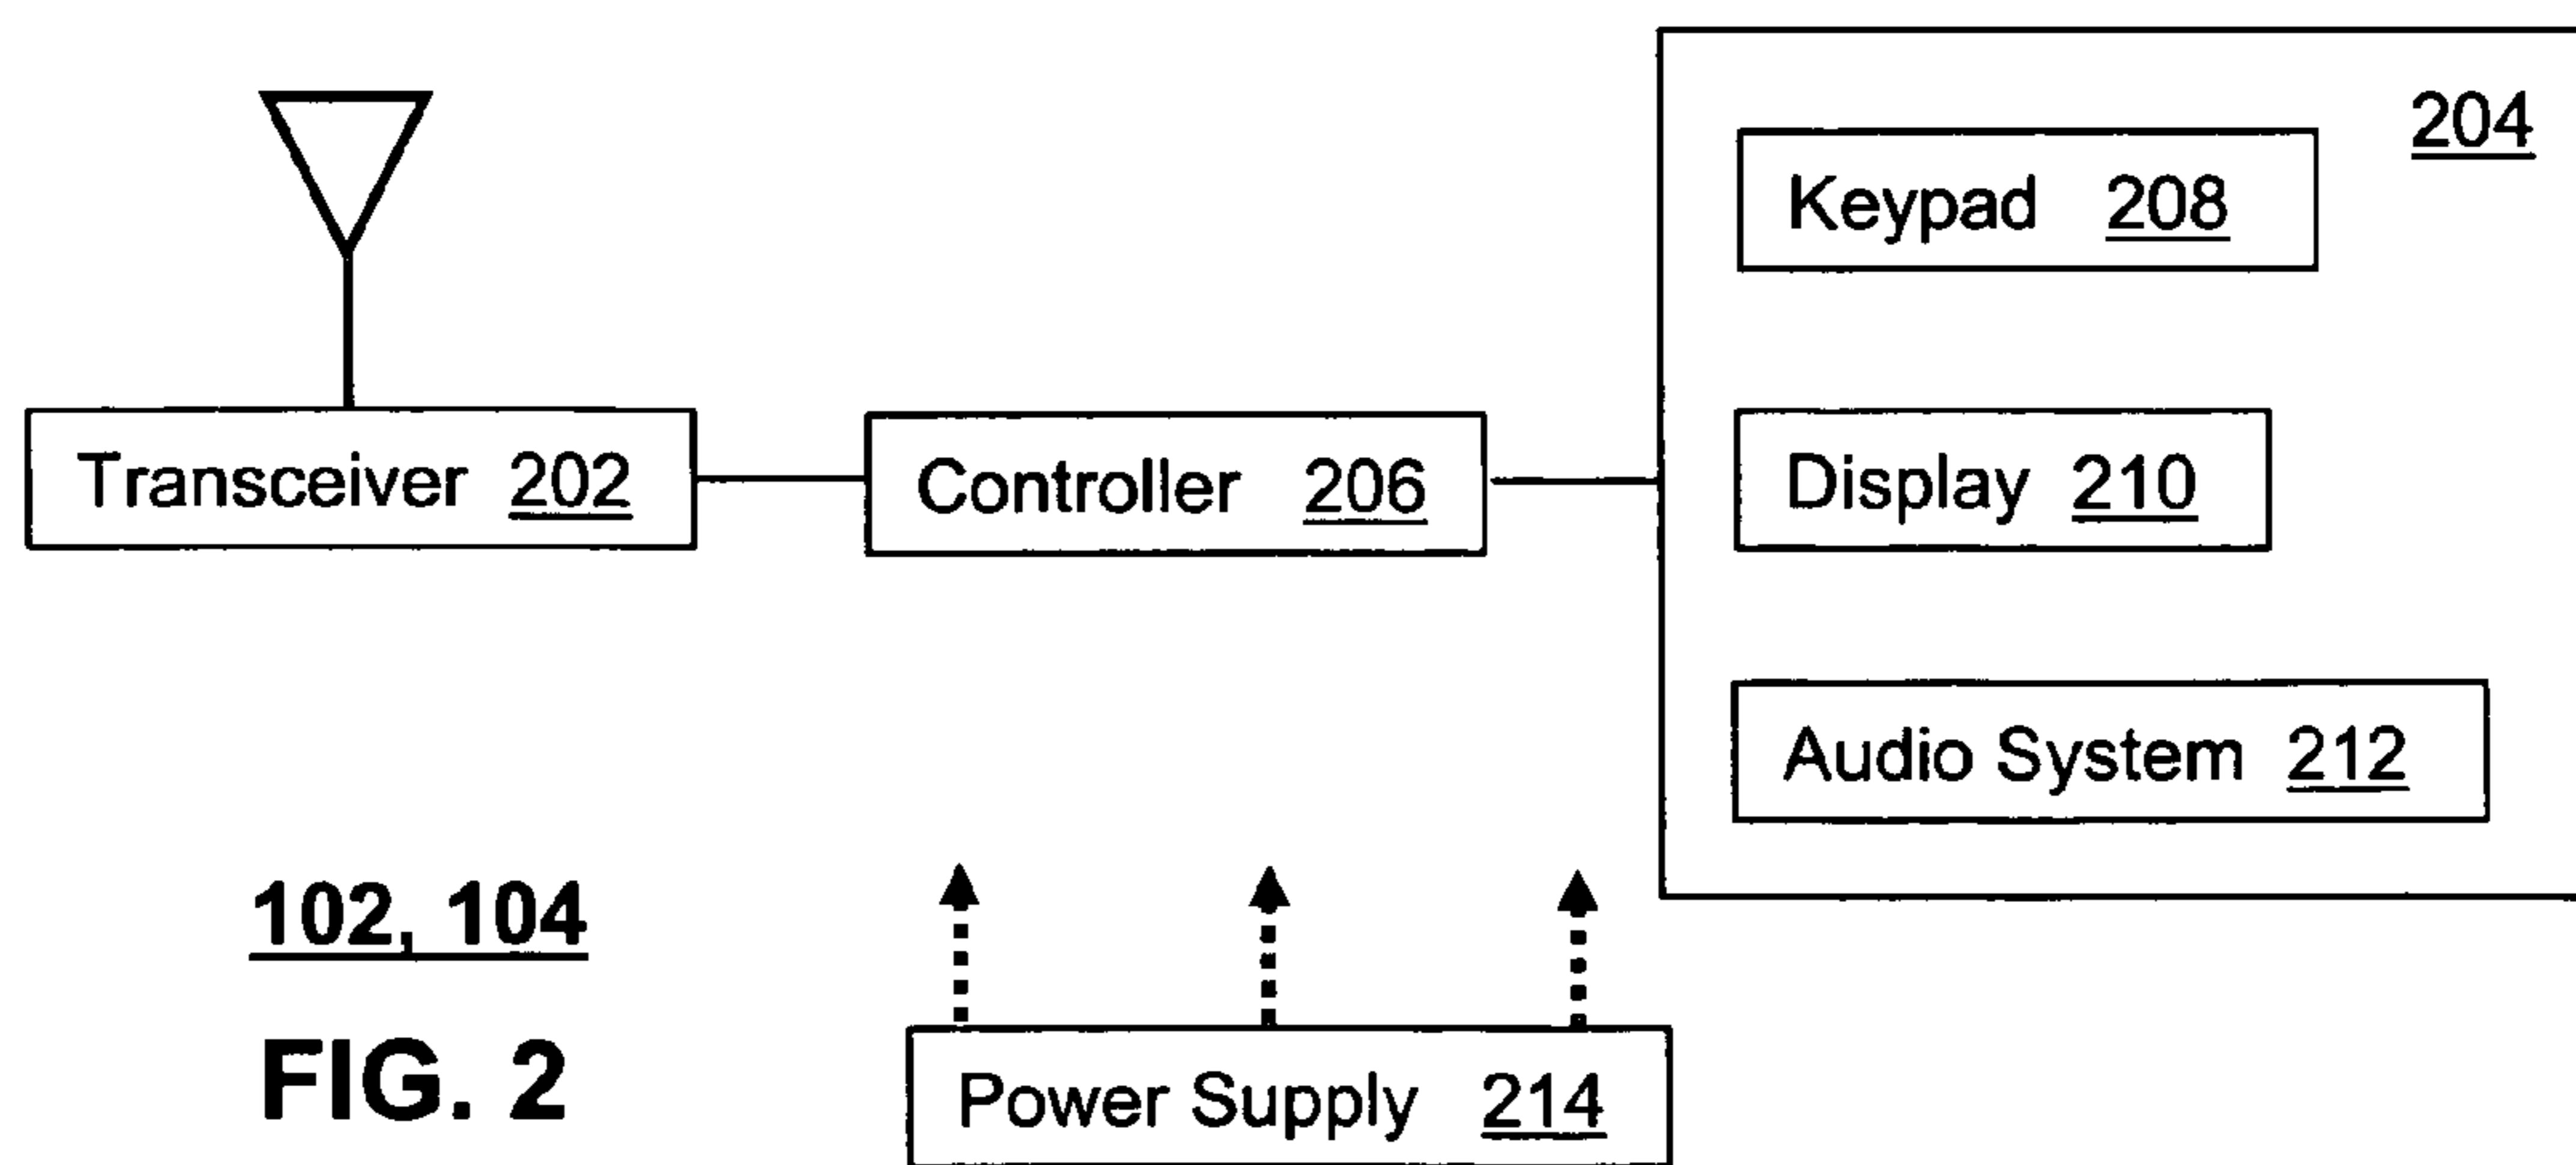 204
Keypad 208
Transceiver 202
Controller 206
Display 210
Audio System 212
102, 104
FIG. 2
Power Supply 214